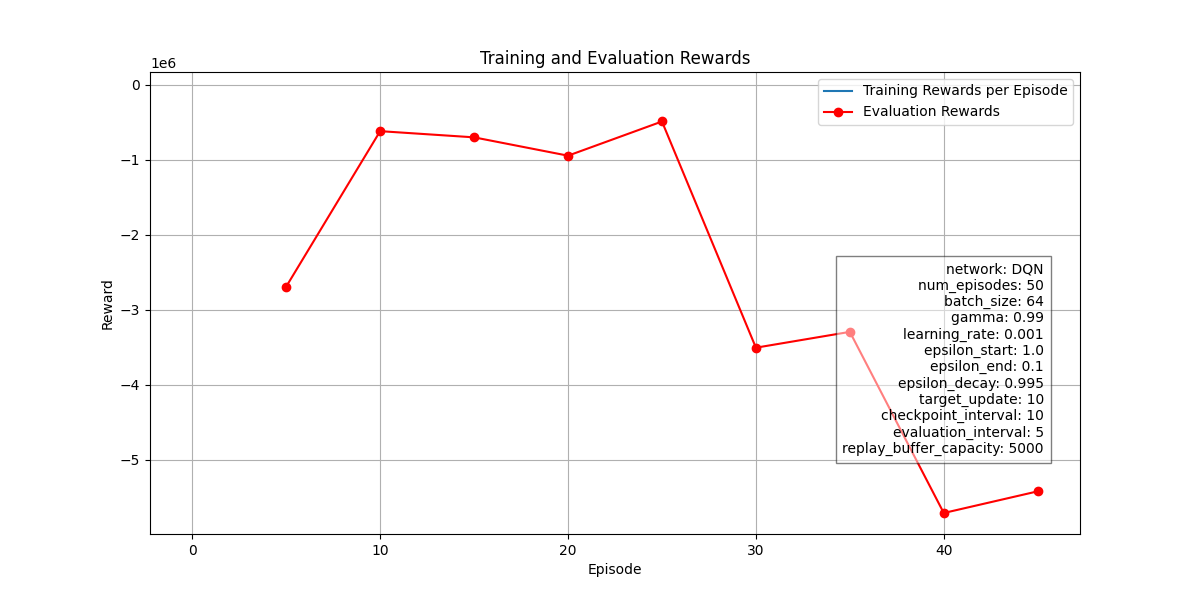 Training and Evaluation Rewards
1e6
0
−1
−2
−3
−4
−5
Reward
Training Rewards per Episode
Evaluation Rewards
network: DQN
num_episodes: 50
batch_size: 64
gamma: 0.99
learning_rate: 0.001
epsilon_start: 1.0
epsilon_end: 0.1
epsilon_decay: 0.995
target_update: 10
checkpoint_interval: 10
evaluation_interval: 5
replay_buffer_capacity: 5000
0 10 20 30 40
Episode